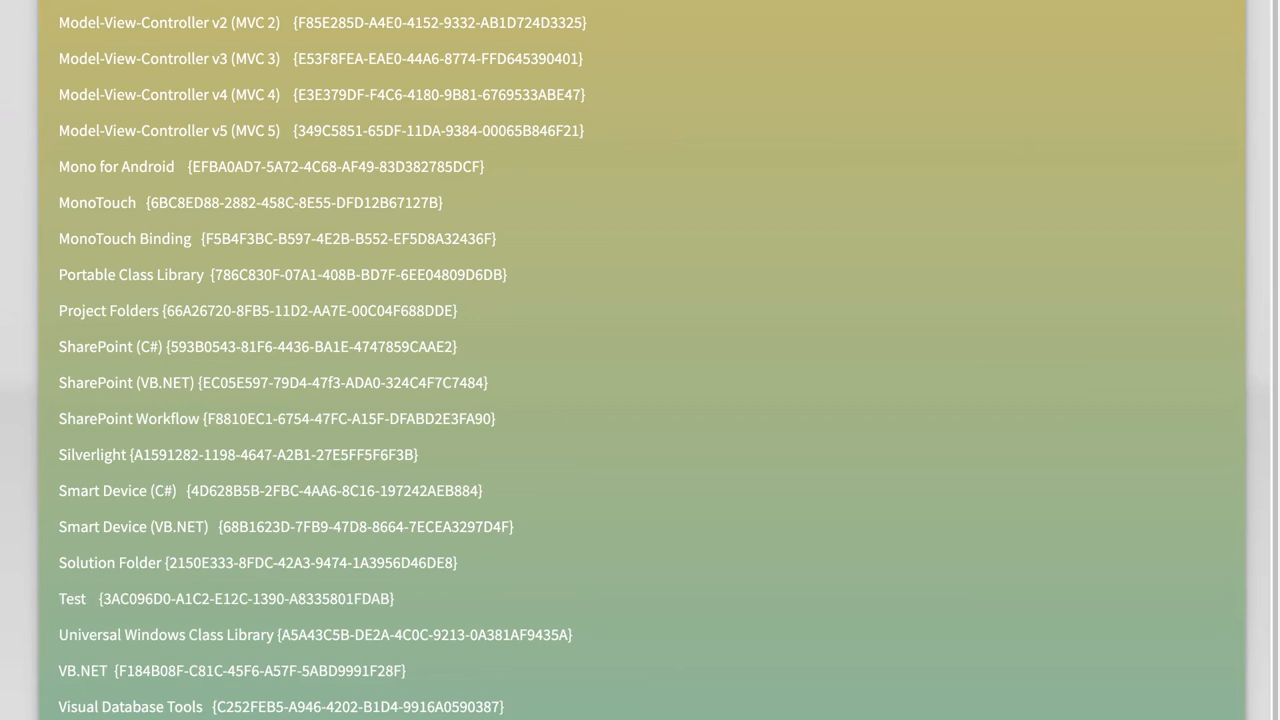 Model-View-Controller v2 (MVC 2) {F85E285D-A4E0-4152-9332-AB1D724D3325}
Model-View-Controller v3 (MVC 3) {E53F8FEA-EAE0-44A6-8774-FFD645390401}
Model-View-Controller v4 (MVC 4) {E3E379DF-F4C6-4180-9B81-6769533ABE47}
Model-View-Controller v5 (MVC 5) {349C5851-65DF-11DA-9384-00065B846F21}
Mono for Android {EFBA0AD7-5A72-4C68-AF49-83D382785DCF}
MonoTouch {6BC8ED88-2882-458C-8E55-DFD12B67127B}
MonoTouch Binding {F5B4F3BC-B597-4E2B-B552-EF5D8A32436F}
Portable Class Library {786C830F-07A1-408B-BD7F-6EE04809D6DB}
Project Folders {66A26720-8FB5-11D2-AA7E-00C04F688DDE}
SharePoint (C#) {593B0543-81F6-4436-BA1E-4747859CAAE2}
SharePoint (VB.NET) {EC05E597-79D4-47f3-ADA0-324C4F7C7484}
SharePoint Workflow {F8810EC1-6754-47FC-A15F-DFABD2E3FA90}
Silverlight {A1591282-1198-4647-A2B1-27E5FF5F6F3B}
Smart Device (C#) {4D628B5B-2FBC-4AA6-8C16-197242AEB884}
Smart Device (VB.NET) {68B1623D-7FB9-47D8-8664-7ECEA3297D4F}
Solution Folder {2150E333-8FDC-42A3-9474-1A3956D46DE8}
Test {3AC096D0-A1C2-E12C-1390-A8335801FDAB}
Universal Windows Class Library {A5A43C5B-DE2A-4C0C-9213-0A381AF9435A}
VB.NET {F184B08F-C81C-45F6-A57F-5ABD9991F28F}
Visual Database Tools {C252FEB5-A946-4202-B1D4-9916A0590387}